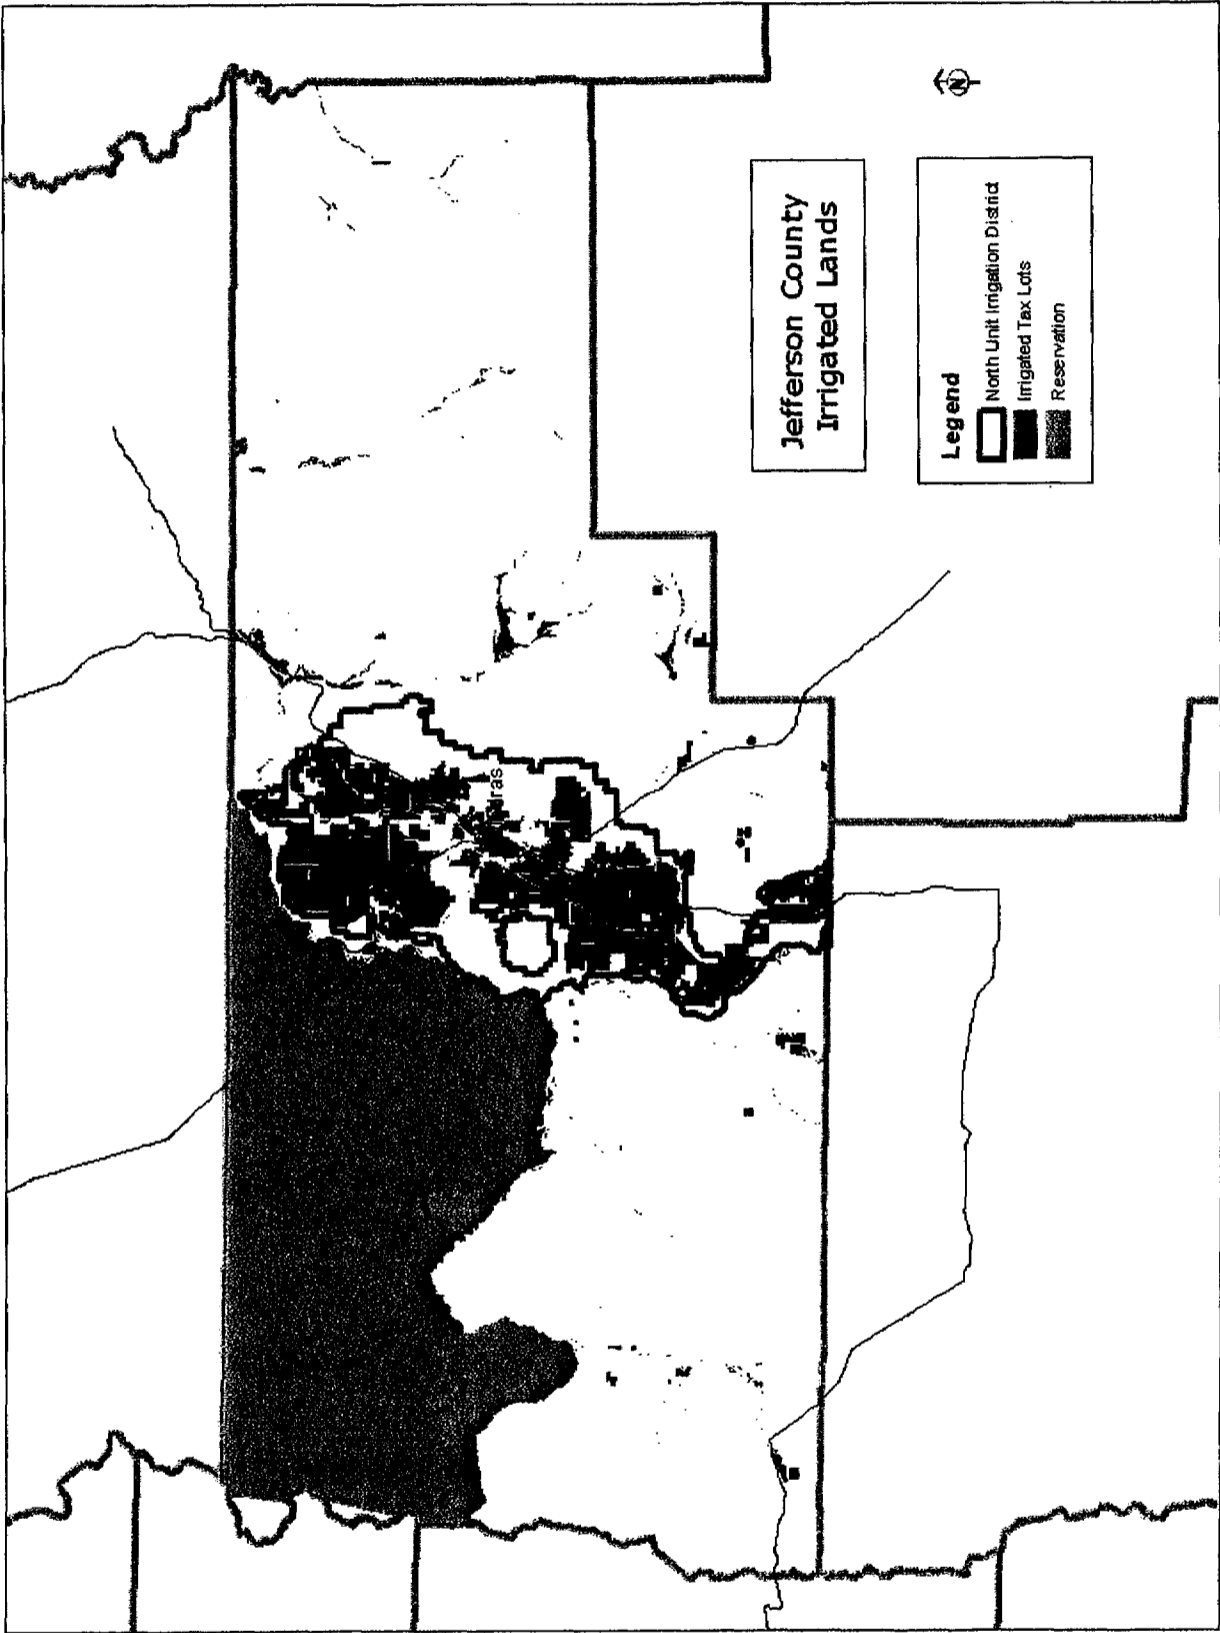 Jefferson County
Irrigated Lands
N
Legend
North Unit Irrigation District
Irrigated Tax Lots
Reservation